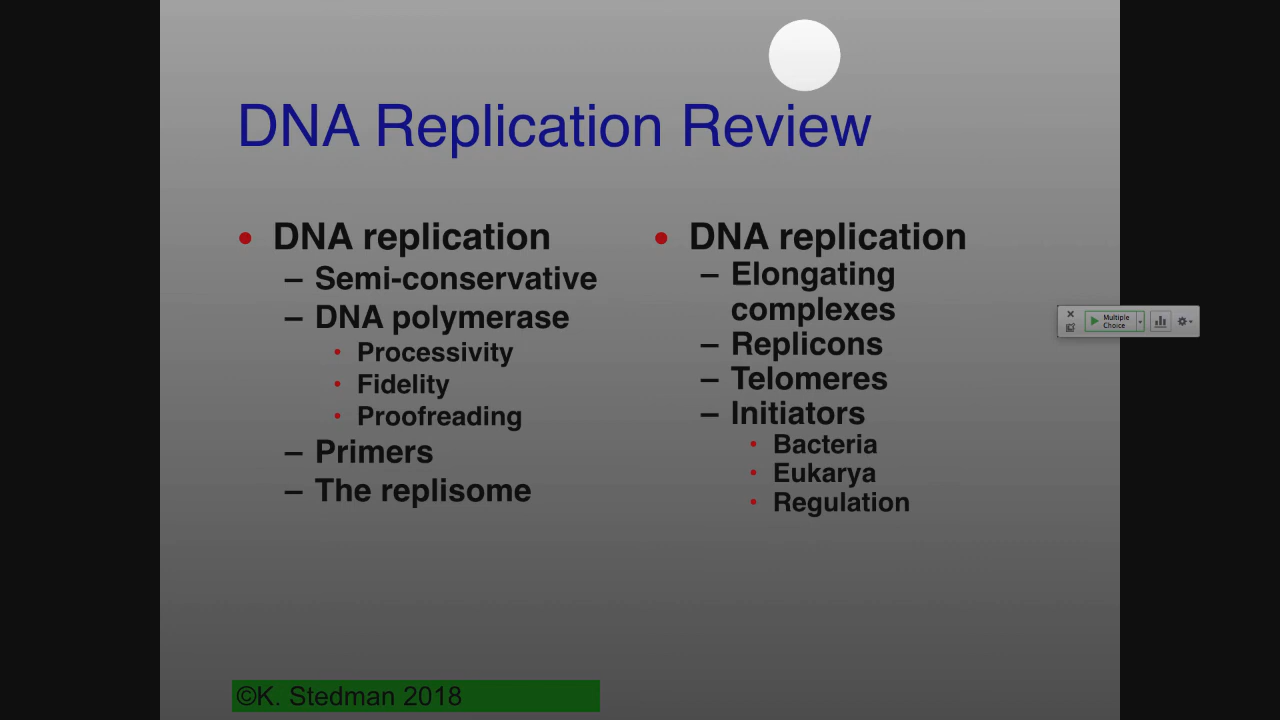 DNA Replication Review
• DNA replication
– Semi-conservative
– DNA polymerase
• Processivity
• Fidelity
• Proofreading
– Primers
– The replisome
• DNA replication
– Elongating
complexes
– Replicons
– Telomeres
– Initiators
• Bacteria
• Eukarya
• Regulation
Multiple
Choice
©K. Stedman 2018